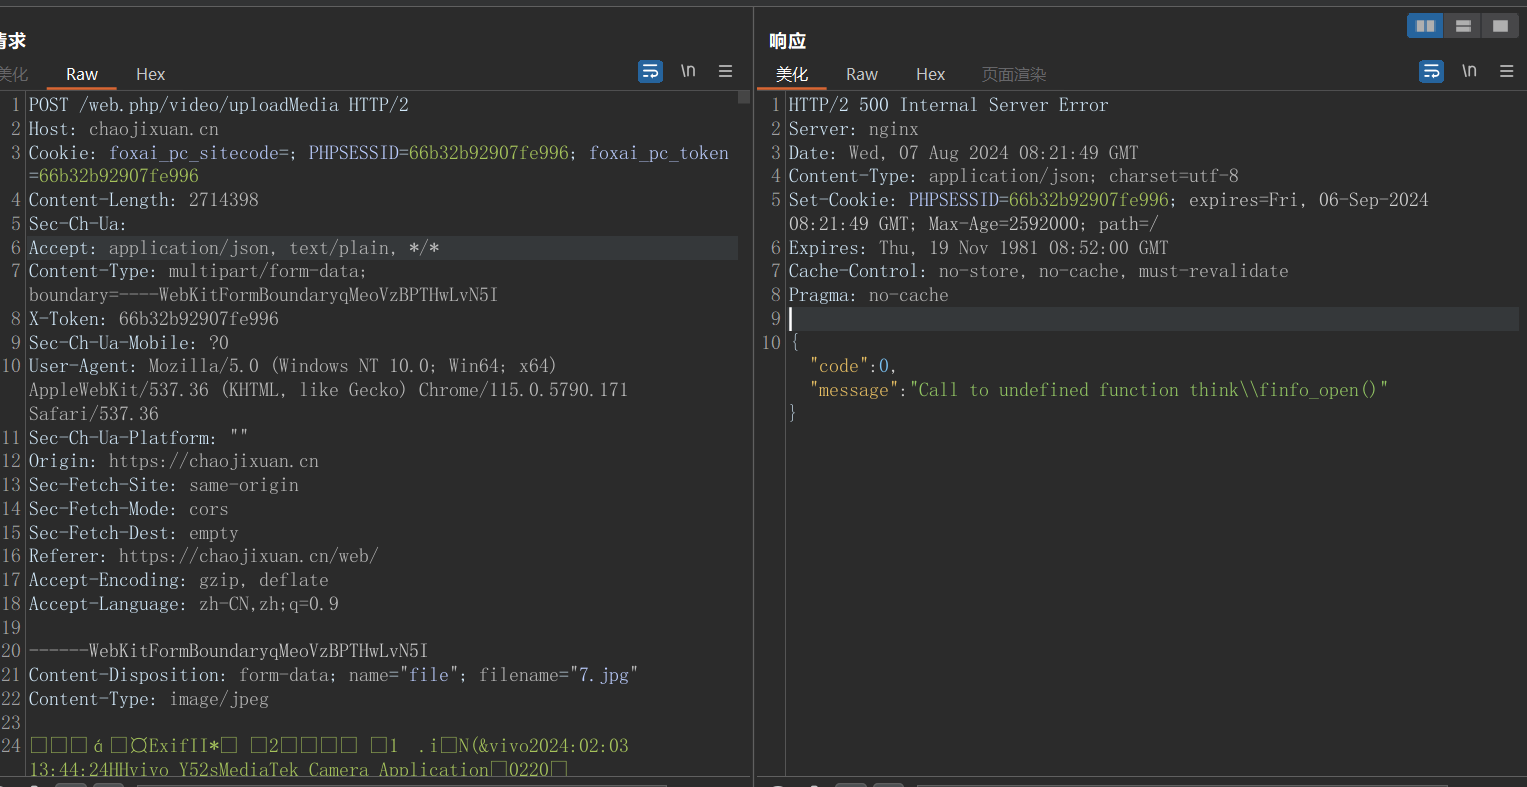 请求
美化 Raw Hex \n
1 POST /web.php/video/uploadMedia HTTP/2
2 Host: chaojixuan.cn
3 Cookie: foxai_pc_sitecode=; PHPSESSID=66b32b92907fe996; foxai_pc_token
=66b32b92907fe996
4 Content-Length: 2714398
5 Sec-Ch-Ua:
6 Accept: application/json, text/plain, */*
7 Content-Type: multipart/form-data;
boundary=----WebKitFormBoundaryqMeoVzBPTHwLvN5I
8 X-Token: 66b32b92907fe996
9 Sec-Ch-Ua-Mobile: ?0
10 User-Agent: Mozilla/5.0 (Windows NT 10.0; Win64; x64)
AppleWebKit/537.36 (KHTML, like Gecko) Chrome/115.0.5790.171
Safari/537.36
11 Sec-Ch-Ua-Platform: ""
12 Origin: https://chaojixuan.cn
13 Sec-Fetch-Site: same-origin
14 Sec-Fetch-Mode: cors
15 Sec-Fetch-Dest: empty
16 Referer: https://chaojixuan.cn/web/
17 Accept-Encoding: gzip, deflate
18 Accept-Language: zh-CN,zh;q=0.9
19
20 ------WebKitFormBoundaryqMeoVzBPTHwLvN5I
21 Content-Disposition: form-data; name="file"; filename="7.jpg"
22 Content-Type: image/jpeg
23
24 □□□á□¤ExifII*□ □2□□□□ □1 .i□N(&vivo2024:02:03
13:44:24HHvivo Y52sMediaTek Camera Application□0220□
响应
美化 Raw Hex 页面渲染 \n
1 HTTP/2 500 Internal Server Error
2 Server: nginx
3 Date: Wed, 07 Aug 2024 08:21:49 GMT
4 Content-Type: application/json; charset=utf-8
5 Set-Cookie: PHPSESSID=66b32b92907fe996; expires=Fri, 06-Sep-2024
08:21:49 GMT; Max-Age=2592000; path=/
6 Expires: Thu, 19 Nov 1981 08:52:00 GMT
7 Cache-Control: no-store, no-cache, must-revalidate
8 Pragma: no-cache
9
10 {
"code":0,
"message":"Call to undefined function think\\finfo_open()"
}